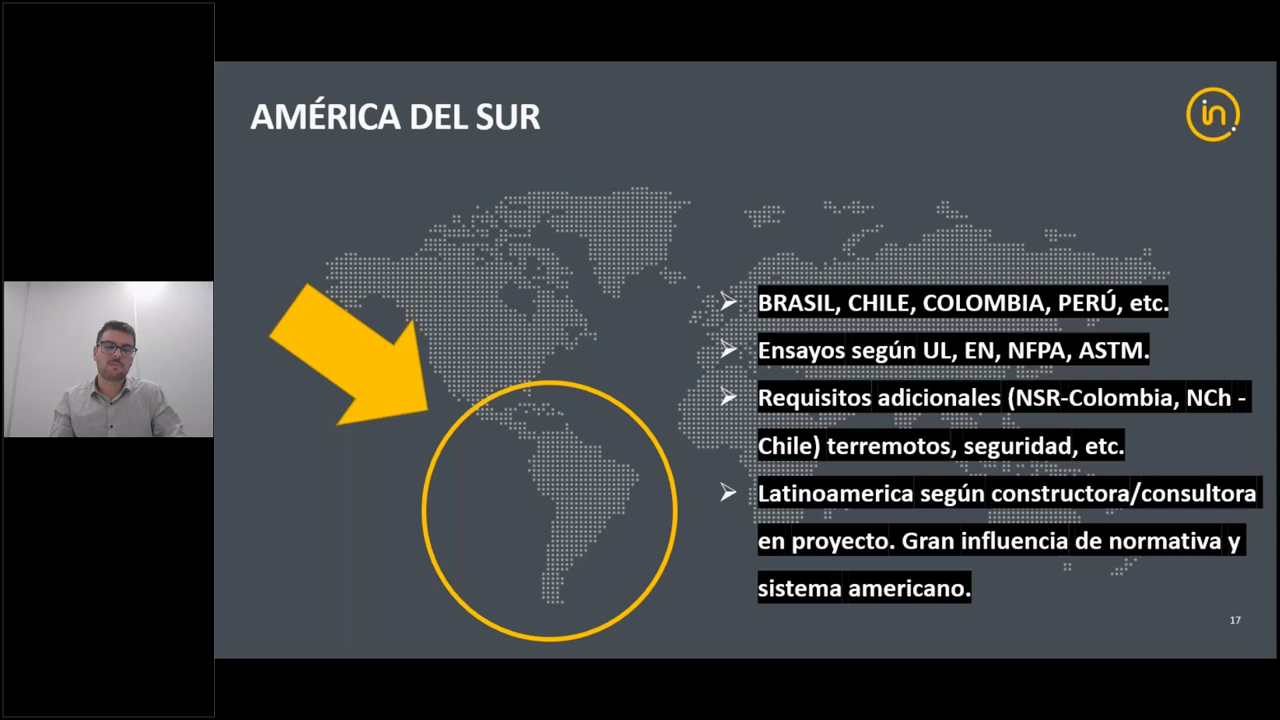 AMÉRICA DEL SUR
in
BRASIL, CHILE, COLOMBIA, PERÚ, etc.
Ensayos según UL, EN, NFPA, ASTM.
Requisitos adicionales (NSR-Colombia, NCh -
Chile) terremotos, seguridad, etc.
Latinoamerica según constructora/consultora
en proyecto. Gran influencia de normativa y
sistema americano.
17